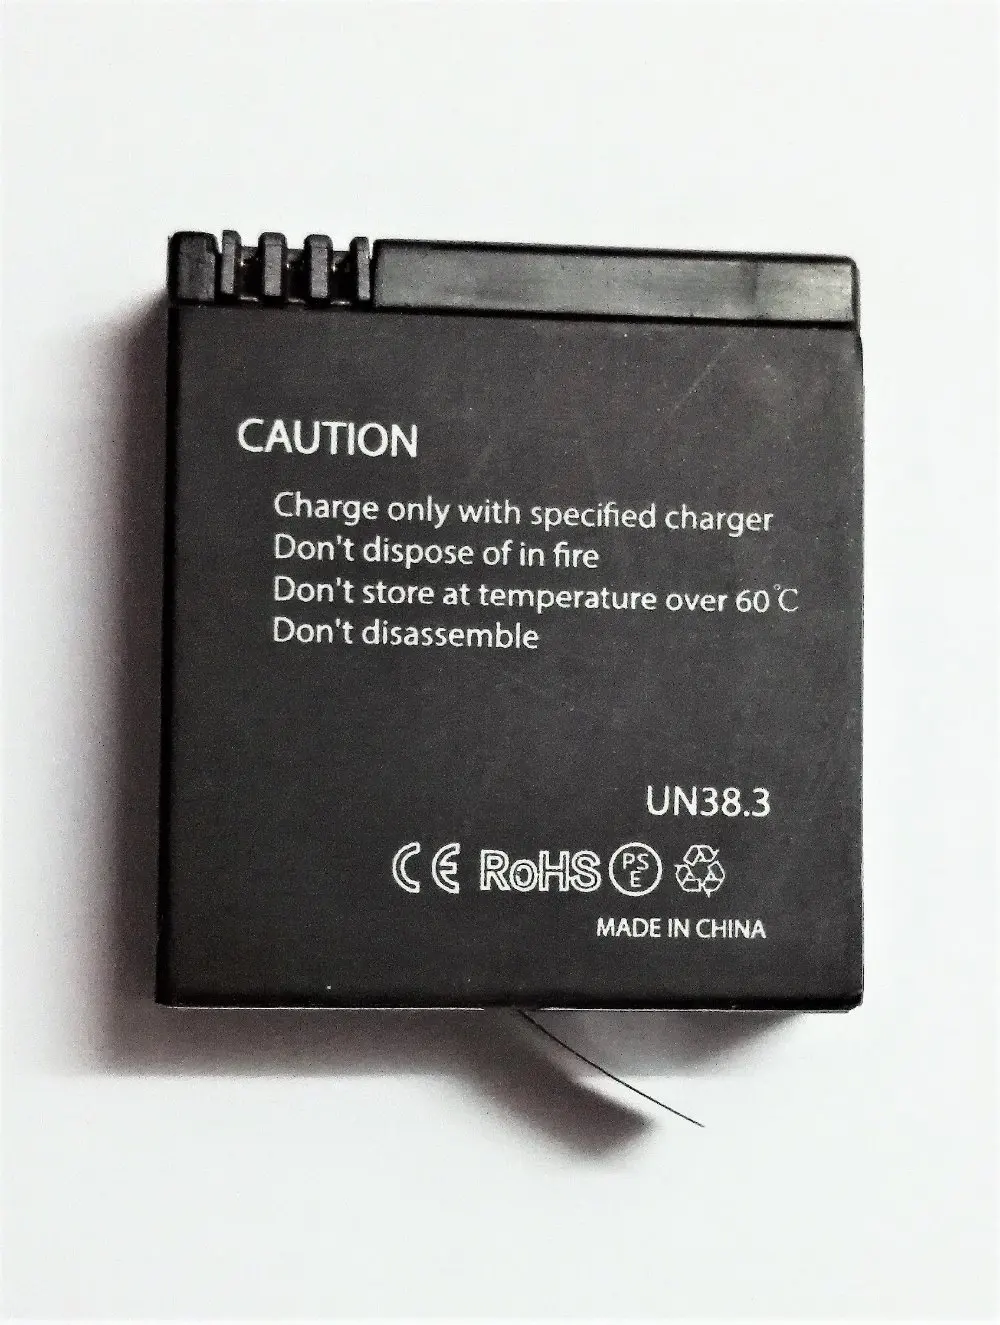 CAUTION
Charge only with specified charger
Don't dispose of in fire
Don't store at temperature over 60℃
Don't disassemble
UN38.3
CE RoHS PSE
MADE IN CHINA